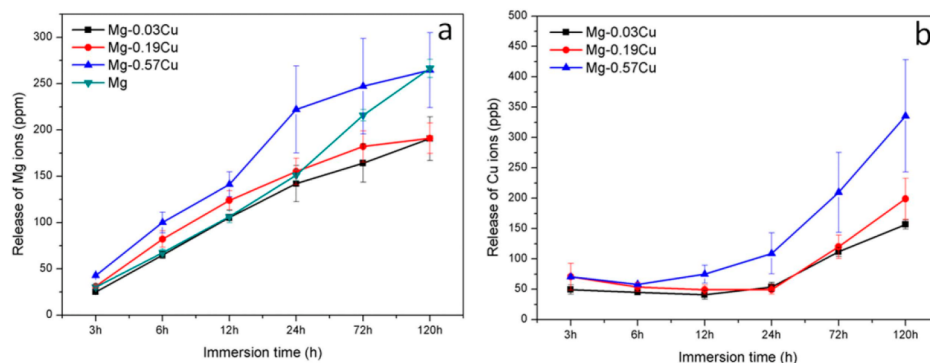 a
Mg-0.03Cu
Mg-0.19Cu
Mg-0.57Cu
Mg
300
250
200
150
100
50
0
Release of Mg ions (ppm)
3h 6h 12h 24h 72h 120h
Immersion time (h)
b
Mg-0.03Cu
Mg-0.19Cu
Mg-0.57Cu
500
450
400
350
300
250
200
150
100
50
0
Release of Cu ions (ppb)
3h 6h 12h 24h 72h 120h
Immersion time (h)